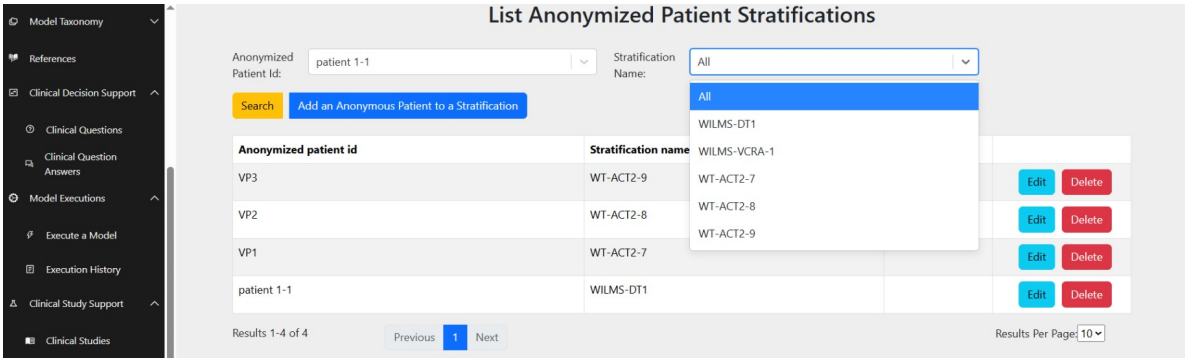 Model Taxonomy
References
Clinical Decision Support
Clinical Questions
Clinical Question
Answers
Model Executions
Execute a Model
Execution History
Clinical Study Support
Clinical Studies
List Anonymized Patient Stratifications
Anonymized
Patient Id:
patient 1-1
Stratification
Name:
All
All
WILMS-DT1
WILMS-VCRA-1
WT-ACT2-7
WT-ACT2-8
WT-ACT2-9
Search
Add an Anonymous Patient to a Stratification
Anonymized patient id Stratification name
VP3 WT-ACT2-9 Edit Delete
VP2 WT-ACT2-8 Edit Delete
VP1 WT-ACT2-7 Edit Delete
patient 1-1 WILMS-DT1 Edit Delete
Results 1-4 of 4 Previous 1 Next Results Per Page: 10